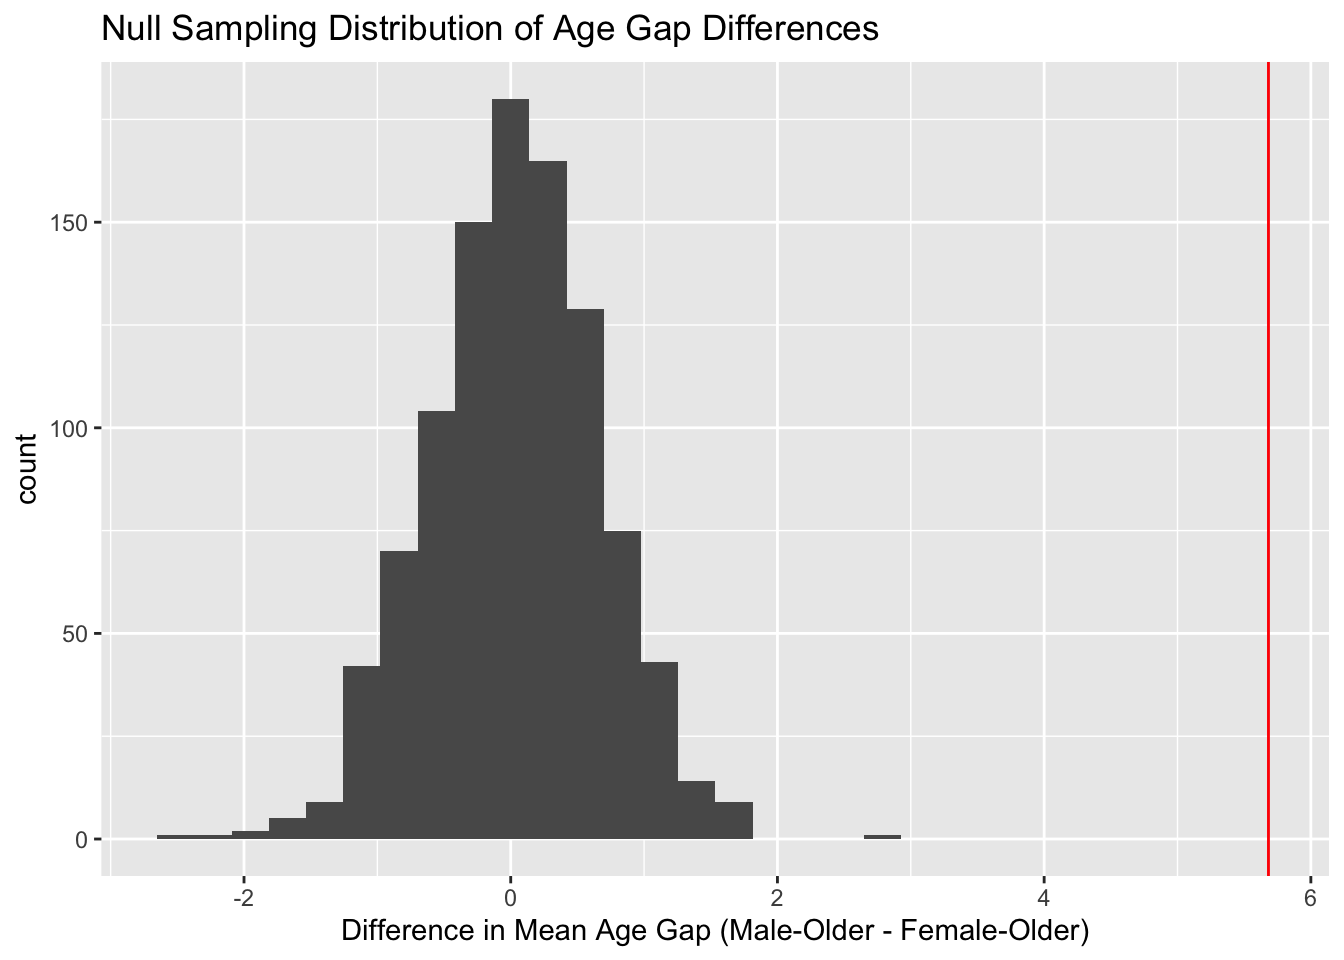 Null Sampling Distribution of Age Gap Differences
150
100
50
0
count
-2 0 2 4 6
Difference in Mean Age Gap (Male-Older - Female-Older)